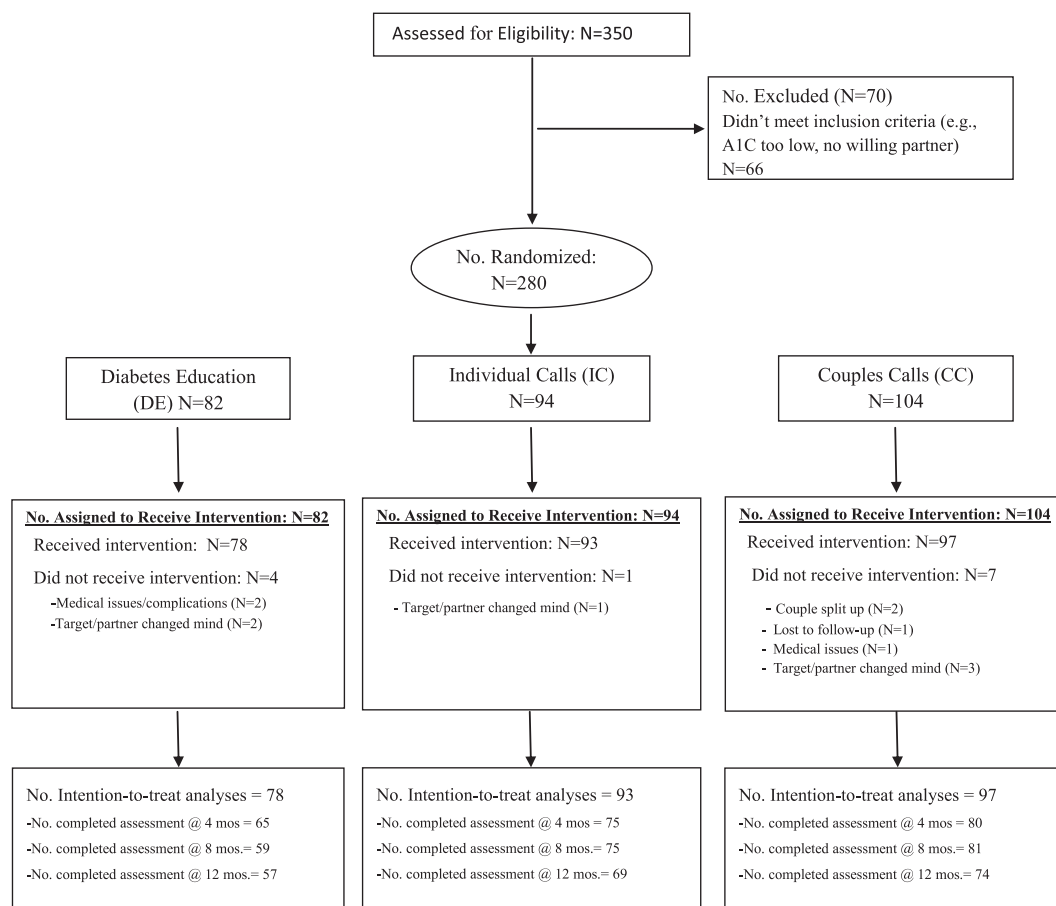 Assessed for Eligibility: N=350
No. Excluded (N=70)
Didn't meet inclusion criteria (e.g.,
A1C too low, no willing partner)
N=66
No. Randomized:
N=280
Diabetes Education
(DE) N=82
Individual Calls (IC)
N=94
Couples Calls (CC)
N=104
No. Assigned to Receive Intervention: N=82
Received intervention: N=78
Did not receive intervention: N=4
-Medical issues/complications (N=2)
-Target/partner changed mind (N=2)
No. Assigned to Receive Intervention: N=94
Received intervention: N=93
Did not receive intervention: N=1
- Target/partner changed mind (N=1)
No. Assigned to Receive Intervention: N=104
Received intervention: N=97
Did not receive intervention: N=7
- Couple split up (N=2)
- Lost to follow-up (N=1)
- Medical issues (N=1)
- Target/partner changed mind (N=3)
No. Intention-to-treat analyses = 78
-No. completed assessment @ 4 mos = 65
-No. completed assessment @ 8 mos.= 59
-No. completed assessment @ 12 mos.= 57
No. Intention-to-treat analyses = 93
-No. completed assessment @ 4 mos = 75
-No. completed assessment @ 8 mos.= 75
-No. completed assessment @ 12 mos.= 69
No. Intention-to-treat analyses = 97
-No. completed assessment @ 4 mos = 80
-No. completed assessment @ 8 mos.= 81
-No. completed assessment @ 12 mos.= 74